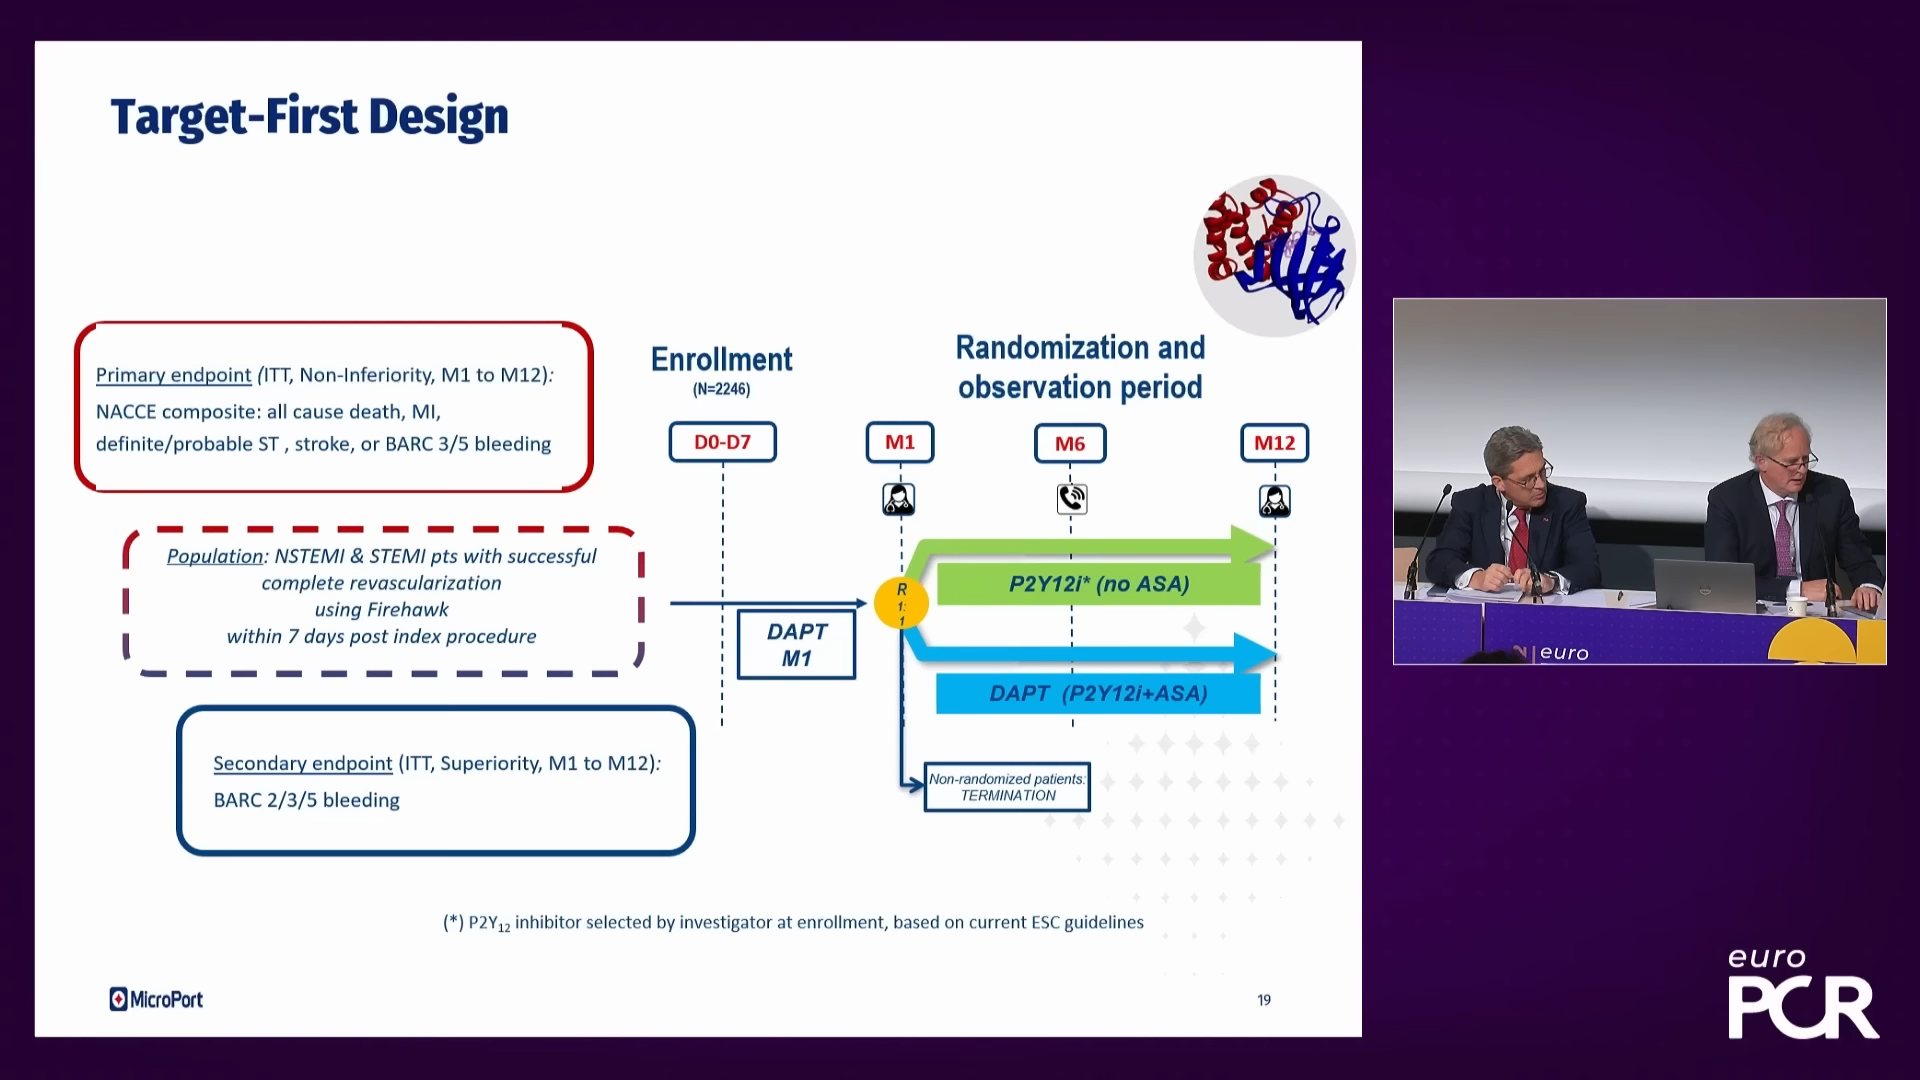 Target-First Design
Primary endpoint (ITT, Non-Inferiority, M1 to M12):
NACCE composite: all cause death, MI,
definite/probable ST , stroke, or BARC 3/5 bleeding
Population: NSTEMI & STEMI pts with successful
complete revascularization
using Firehawk
within 7 days post index procedure
Secondary endpoint (ITT, Superiority, M1 to M12):
BARC 2/3/5 bleeding
Enrollment
(N=2246)
Randomization and
observation period
D0-D7
M1
M6
M12
DAPT
M1
R
1:
1
P2Y12i* (no ASA)
DAPT (P2Y12i+ASA)
Non-randomized patients:
TERMINATION
(*) P2Y12 inhibitor selected by investigator at enrollment, based on current ESC guidelines
MicroPort
19
euro
euro
PCR